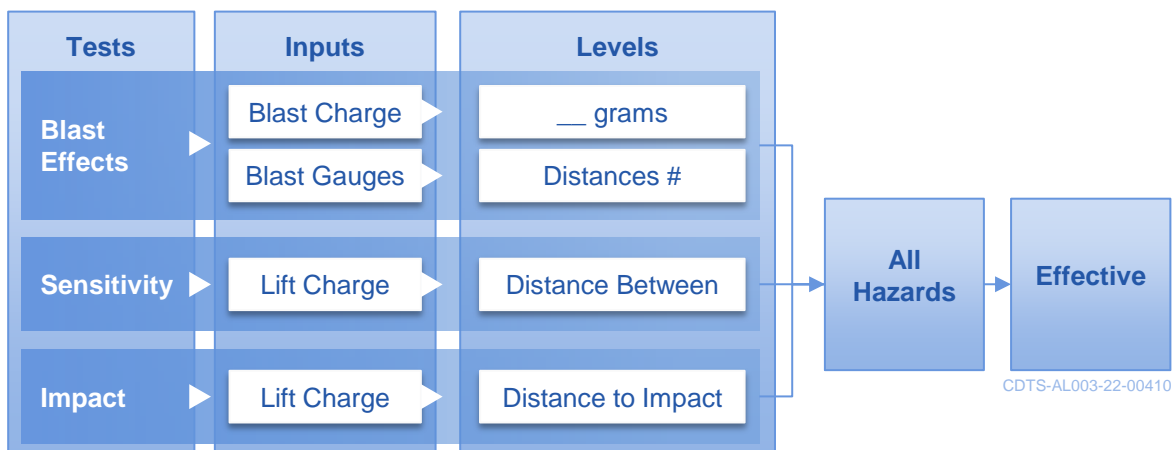 Tests
Inputs
Levels
Blast
Effects
Blast Charge
__ grams
Blast Gauges
Distances #
Sensitivity
Lift Charge
Distance Between
Impact
Lift Charge
Distance to Impact
All
Hazards
Effective
CDTS-AL003-22-00410